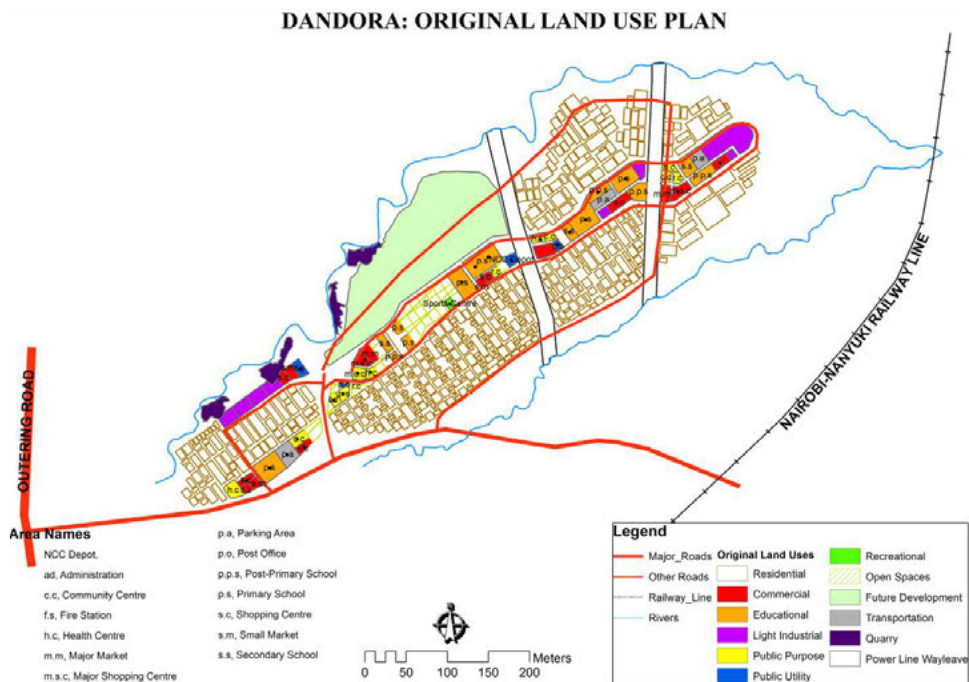 DANDORA: ORIGINAL LAND USE PLAN
OUTERING ROAD
NAIROBI-NANYUKI RAILWAY LINE
Sports Centre
NCC Depot
p.a
p.p.s
s.s
p.s
h.c
Area Names
NCC Depot,
ad, Administration
c.c, Community Centre
f.s, Fire Station
h.c, Health Centre
m.m, Major Market
m.s.c, Major Shopping Centre
p.a, Parking Area
p.o, Post Office
p.p.s, Post-Primary School
p.s, Primary School
s.c, Shopping Centre
s.m, Small Market
s.s, Secondary School
0 50 100 150 200
Meters
Legend
Major_Roads
Other Roads
Railway_Line
Rivers
Original Land Uses
Residential
Commercial
Educational
Light Industrial
Public Purpose
Public Utility
Recreational
Open Spaces
Future Development
Transportation
Quarry
Power Line Wayleave